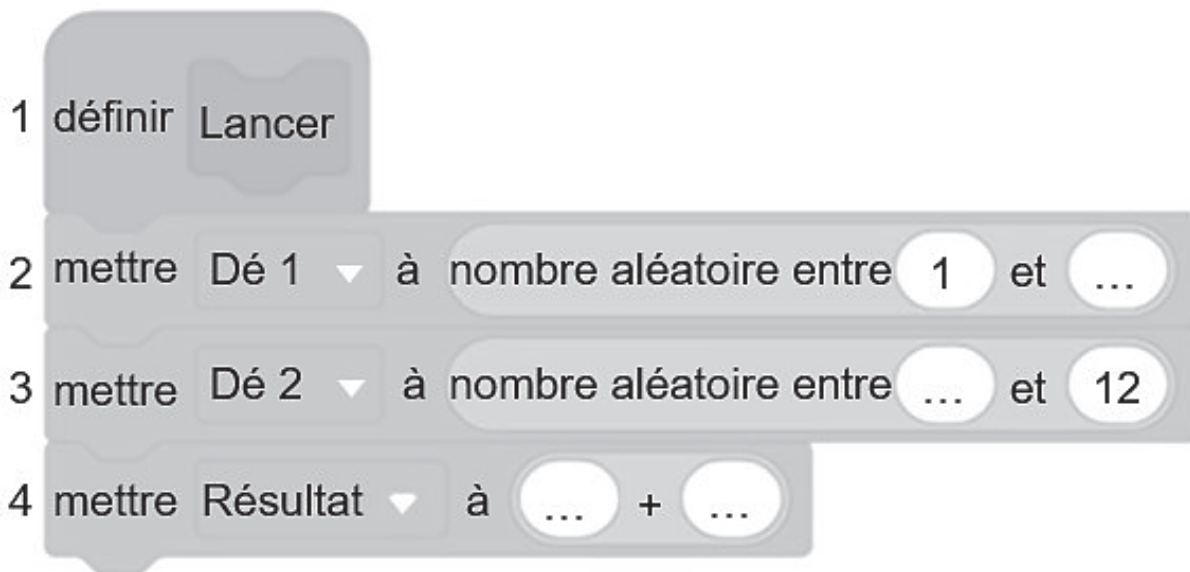 1 définir Lancer
2 mettre Dé 1 à nombre aléatoire entre 1 et ...
3 mettre Dé 2 à nombre aléatoire entre ... et 12
4 mettre Résultat à ... + ...